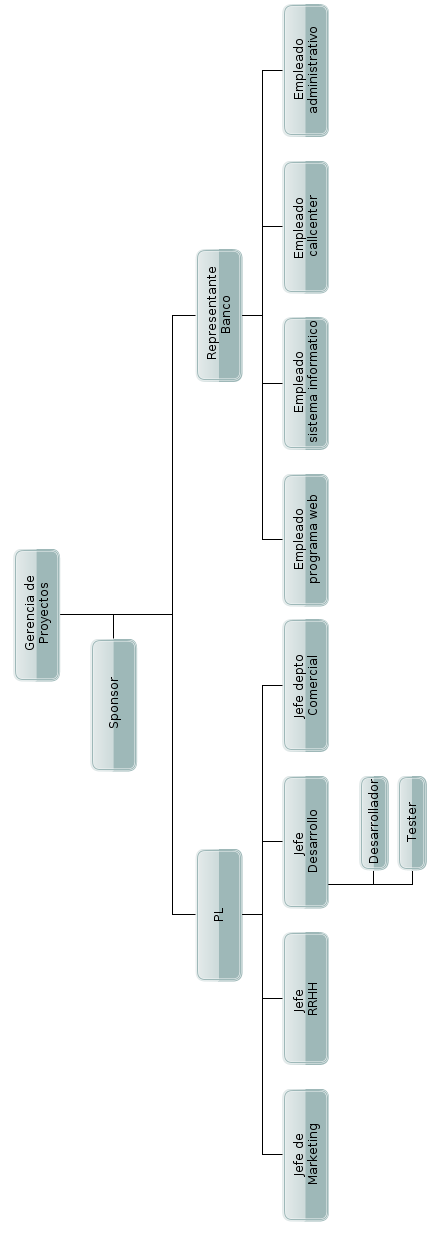 Gerencia de
Proyectos
Sponsor
PL
Representante
Banco
Jefe de
Marketing
Jefe
RRHH
Jefe
Desarrollo
Jefe depto
Comercial
Empleado
programa web
Empleado
sistema informatico
Empleado
callcenter
Empleado
administrativo
Desarrollador
Tester